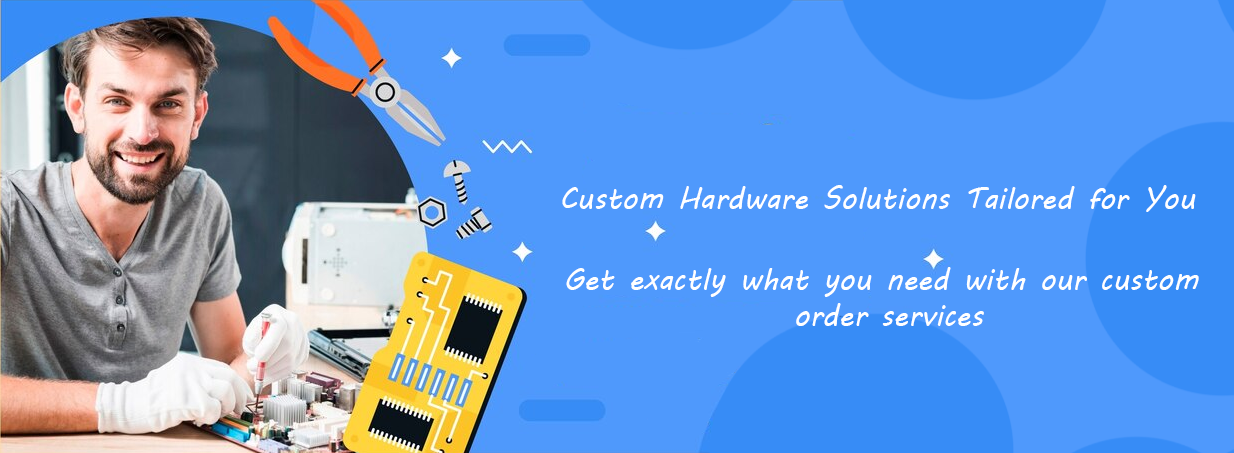 Custom Hardware Solutions Tailored for You
Get exactly what you need with our custom
order services